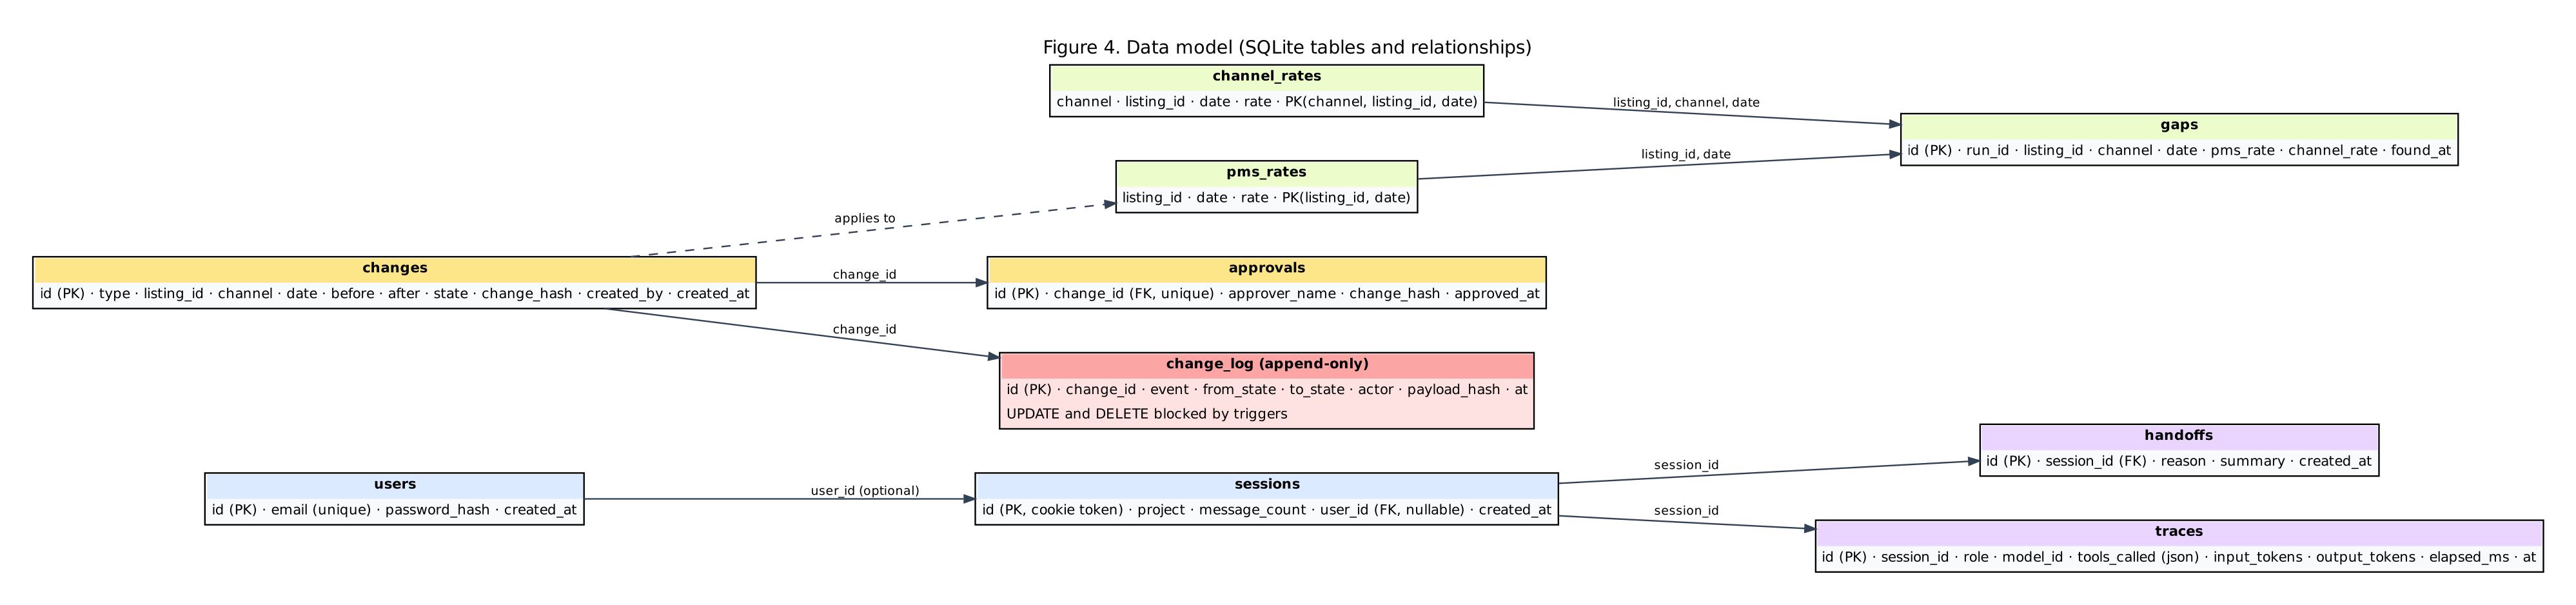 Figure 4. Data model (SQLite tables and relationships)
channel_rates
channel · listing_id · date · rate · PK(channel, listing_id, date)
listing_id, channel, date
gaps
id (PK) · run_id · listing_id · channel · date · pms_rate · channel_rate · found_at
listing_id, date
pms_rates
listing_id · date · rate · PK(listing_id, date)
applies to
changes
id (PK) · type · listing_id · channel · date · before · after · state · change_hash · created_by · created_at
change_id
approvals
id (PK) · change_id (FK, unique) · approver_name · change_hash · approved_at
change_id
change_log (append-only)
id (PK) · change_id · event · from_state · to_state · actor · payload_hash · at
UPDATE and DELETE blocked by triggers
users
id (PK) · email (unique) · password_hash · created_at
user_id (optional)
sessions
id (PK, cookie token) · project · message_count · user_id (FK, nullable) · created_at
session_id
handoffs
id (PK) · session_id (FK) · reason · summary · created_at
session_id
traces
id (PK) · session_id · role · model_id · tools_called (json) · input_tokens · output_tokens · elapsed_ms · at